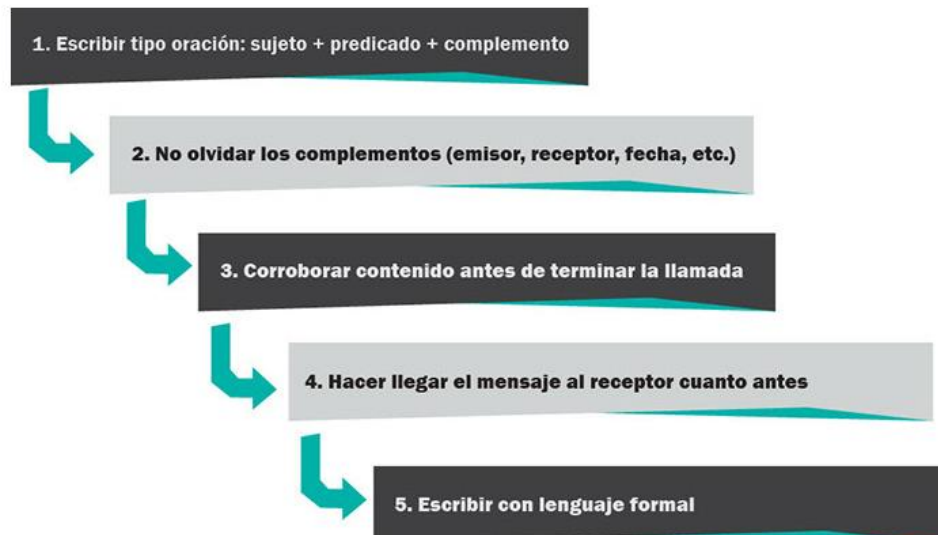 1. Escribir tipo oración: sujeto + predicado + complemento
2. No olvidar los complementos (emisor, receptor, fecha, etc.)
3. Corroborar contenido antes de terminar la llamada
4. Hacer llegar el mensaje al receptor cuanto antes
5. Escribir con lenguaje formal